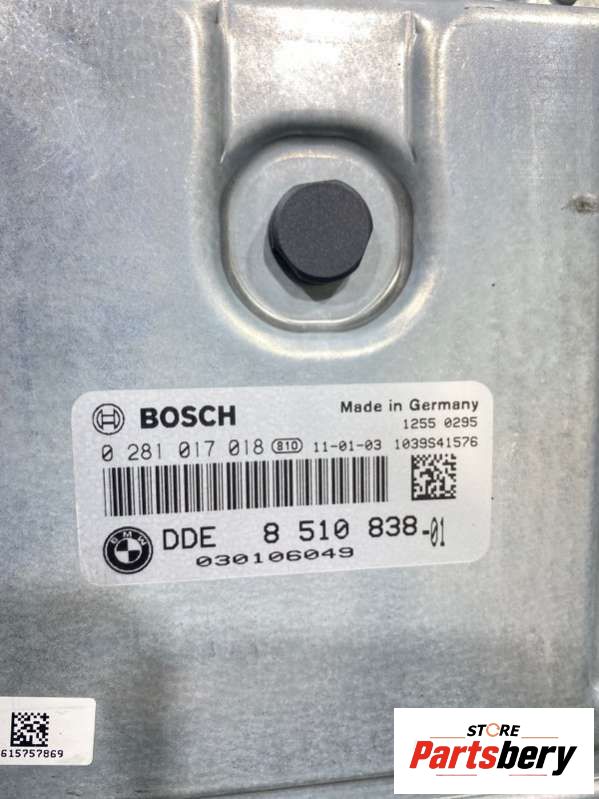 BOSCH
Made in Germany
1255 0295
0 281 017 018 810 11-01-03 1039S41576
BMW
DDE 8 510 838-01
030106049
615757869
STORE
Partsbery